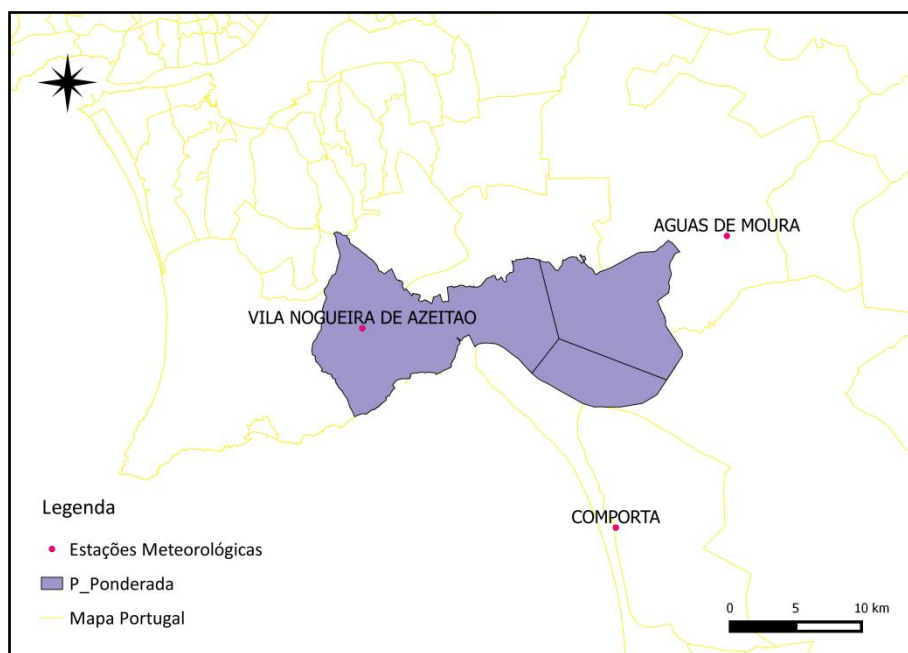 AGUAS DE MOURA
VILA NOGUEIRA DE AZEITAO
COMPORTA
Legenda
Estações Meteorológicas
P_Ponderada
Mapa Portugal
0 5 10 km